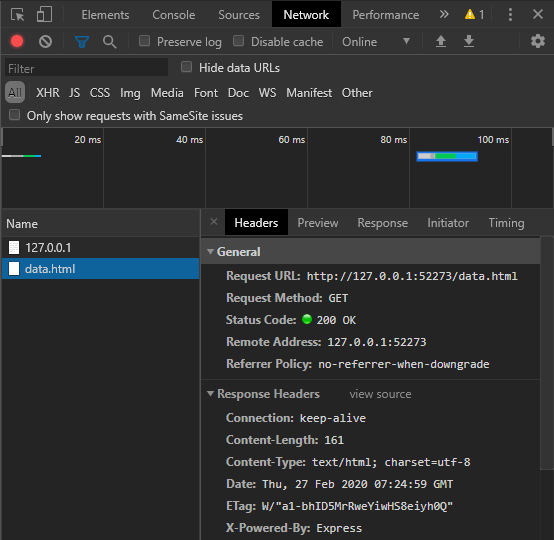 Elements Console Sources Network Performance » 1
Preserve log Disable cache Online
Filter Hide data URLs
All XHR JS CSS Img Media Font Doc WS Manifest Other
Only show requests with SameSite issues
20 ms 40 ms 60 ms 80 ms 100 ms
Name × Headers Preview Response Initiator Timing
127.0.0.1
data.html
General
Request URL: http://127.0.0.1:52273/data.html
Request Method: GET
Status Code: 200 OK
Remote Address: 127.0.0.1:52273
Referrer Policy: no-referrer-when-downgrade
Response Headers view source
Connection: keep-alive
Content-Length: 161
Content-Type: text/html; charset=utf-8
Date: Thu, 27 Feb 2020 07:24:59 GMT
ETag: W/"a1-bhID5MrRweYiwHS8eiyh0Q"
X-Powered-By: Express